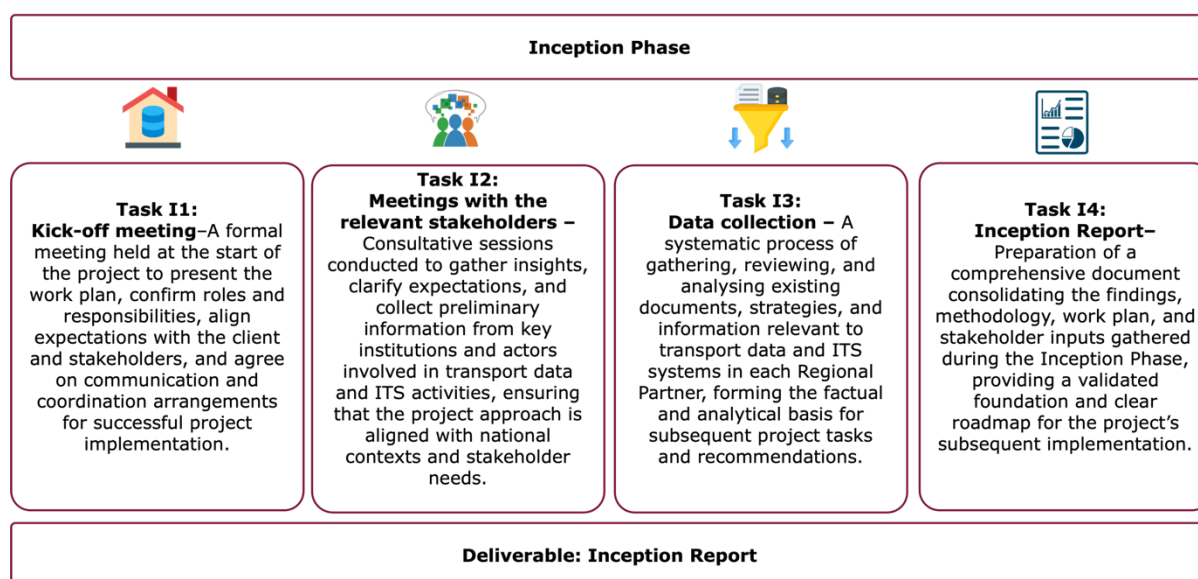 Inception Phase
Task I1:
Kick-off meeting–A formal
meeting held at the start of
the project to present the
work plan, confirm roles and
responsibilities, align
expectations with the client
and stakeholders, and agree
on communication and
coordination arrangements
for successful project
implementation.
Task I2:
Meetings with the
relevant stakeholders –
Consultative sessions
conducted to gather insights,
clarify expectations, and
collect preliminary
information from key
institutions and actors
involved in transport data
and ITS activities, ensuring
that the project approach is
aligned with national
contexts and stakeholder
needs.
Task I3:
Data collection – A
systematic process of
gathering, reviewing, and
analysing existing
documents, strategies, and
information relevant to
transport data and ITS
systems in each Regional
Partner, forming the factual
and analytical basis for
subsequent project tasks
and recommendations.
Task I4:
Inception Report–
Preparation of a
comprehensive document
consolidating the findings,
methodology, work plan, and
stakeholder inputs gathered
during the Inception Phase,
providing a validated
foundation and clear
roadmap for the project’s
subsequent implementation.
Deliverable: Inception Report